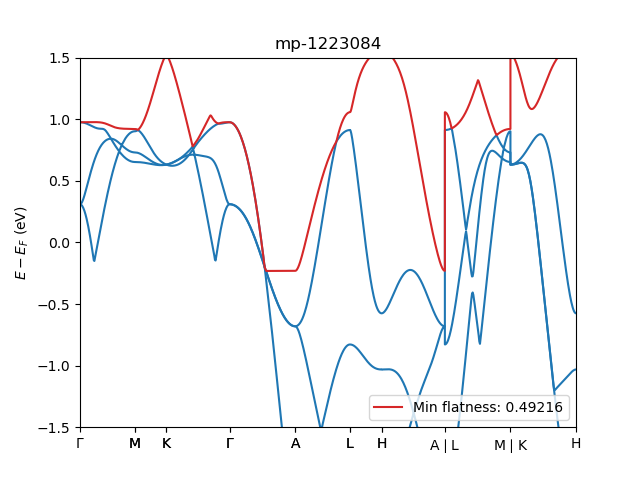 mp-1223084
E − E_F (eV)
1.5
1.0
0.5
0.0
−0.5
−1.0
−1.5
Min flatness: 0.49216
Γ M K Γ A L H A | L M | K H